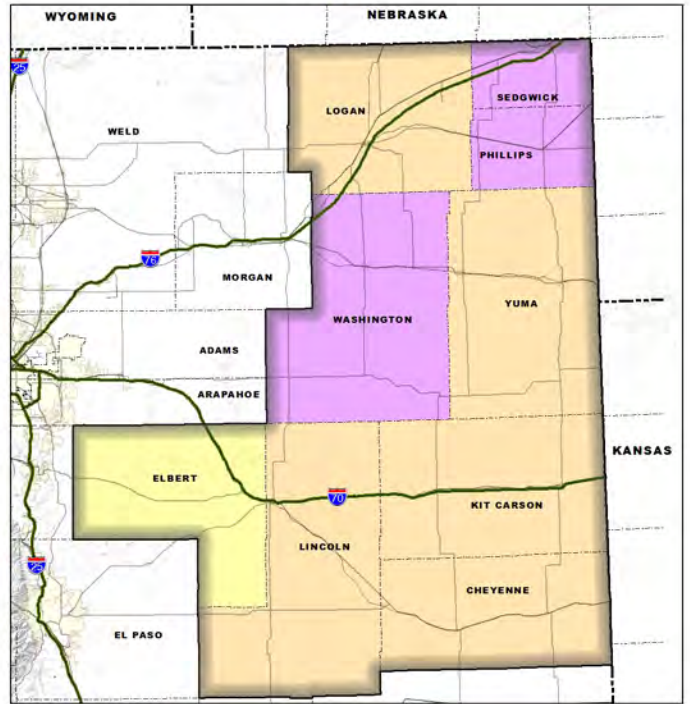 WYOMING
NEBRASKA
25
SEDGWICK
LOGAN
WELD
PHILLIPS
76
MORGAN
YUMA
WASHINGTON
ADAMS
ARAPAHOE
KANSAS
ELBERT
70
KIT CARSON
LINCOLN
25
CHEYENNE
EL PASO